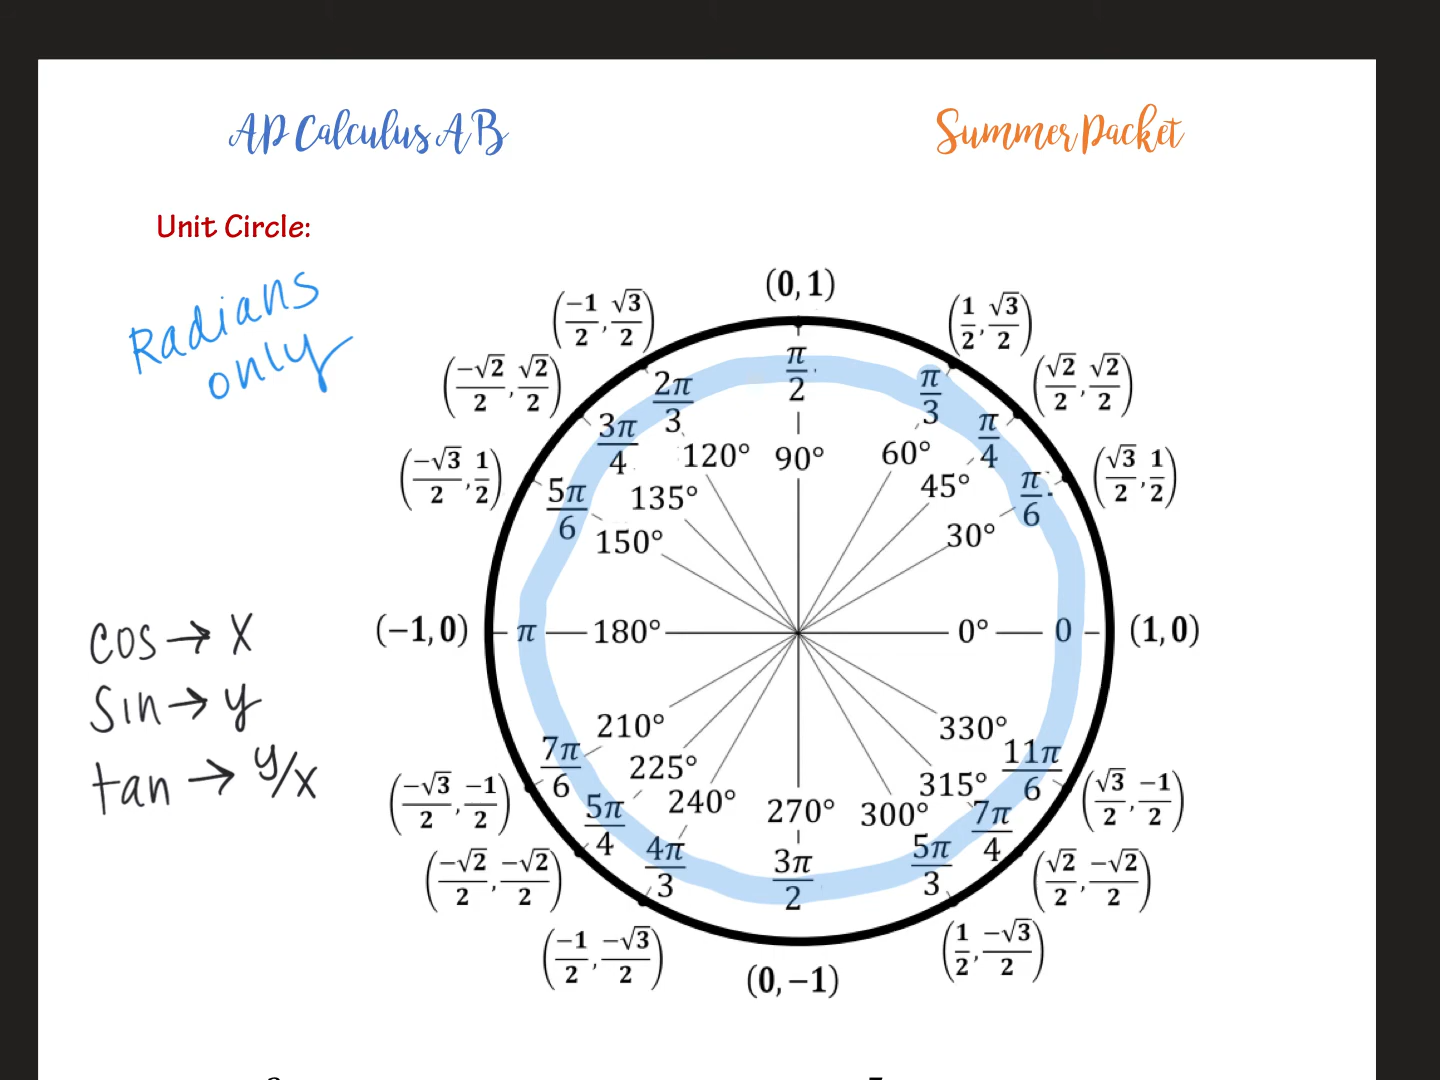 AP Calculus AB
Summer Packet
Unit Circle:
Radians
only
(0, 1)
(-1/2, √3/2)
(1/2, √3/2)
(-√2/2, √2/2)
(√2/2, √2/2)
(-√3/2, 1/2)
(√3/2, 1/2)
π/2
2π/3
π/3
3π/4
π/4
5π/6
π/6
120° 90° 60°
135° 45°
150° 30°
(−1, 0) π 180° 0° 0 (1, 0)
cos → x
sin → y
tan → y/x
210° 330°
7π/6
11π/6
225° 315°
240° 270° 300°
5π/4
7π/4
4π/3
3π/2
5π/3
(-√3/2, -1/2)
(√3/2, -1/2)
(-√2/2, -√2/2)
(√2/2, -√2/2)
(-1/2, -√3/2)
(1/2, -√3/2)
(0, −1)